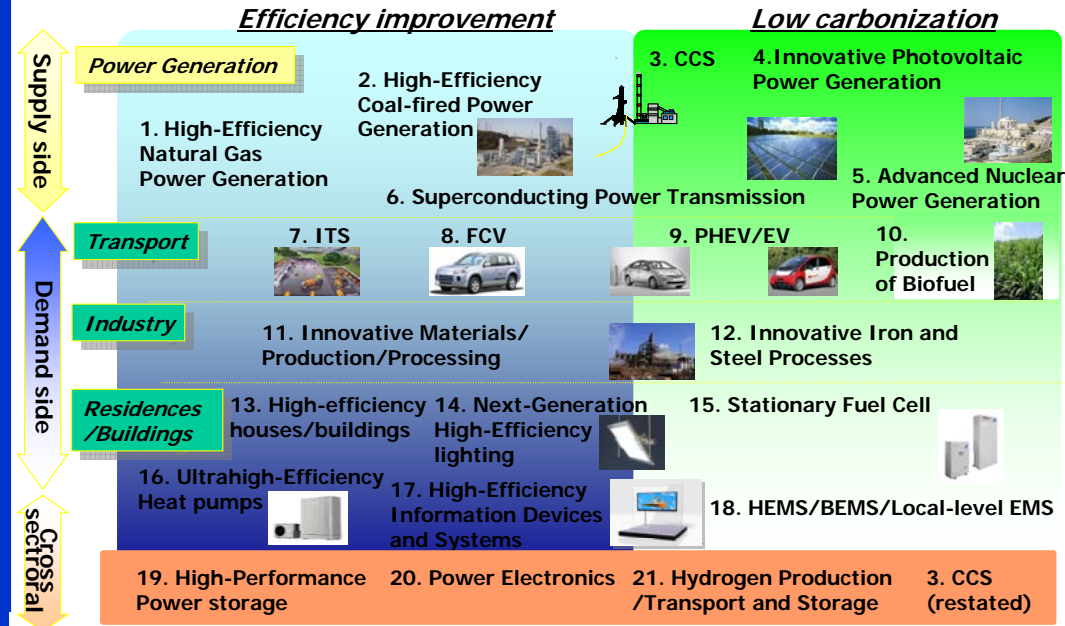 Efficiency improvement
Low carbonization
Supply side
Power Generation
1. High-Efficiency
Natural Gas
Power Generation
2. High-Efficiency
Coal-fired Power
Generation
3. CCS
4.Innovative Photovoltaic
Power Generation
5. Advanced Nuclear
Power Generation
6. Superconducting Power Transmission
Demand side
Transport
7. ITS
8. FCV
9. PHEV/EV
10.
Production
of Biofuel
Industry
11. Innovative Materials/
Production/Processing
12. Innovative Iron and
Steel Processes
Residences
/Buildings
13. High-efficiency
houses/buildings
14. Next-Generation
High-Efficiency
lighting
15. Stationary Fuel Cell
16. Ultrahigh-Efficiency
Heat pumps
17. High-Efficiency
Information Devices
and Systems
18. HEMS/BEMS/Local-level EMS
Cross
sectroral
19. High-Performance
Power storage
20. Power Electronics
21. Hydrogen Production
/Transport and Storage
3. CCS
(restated)